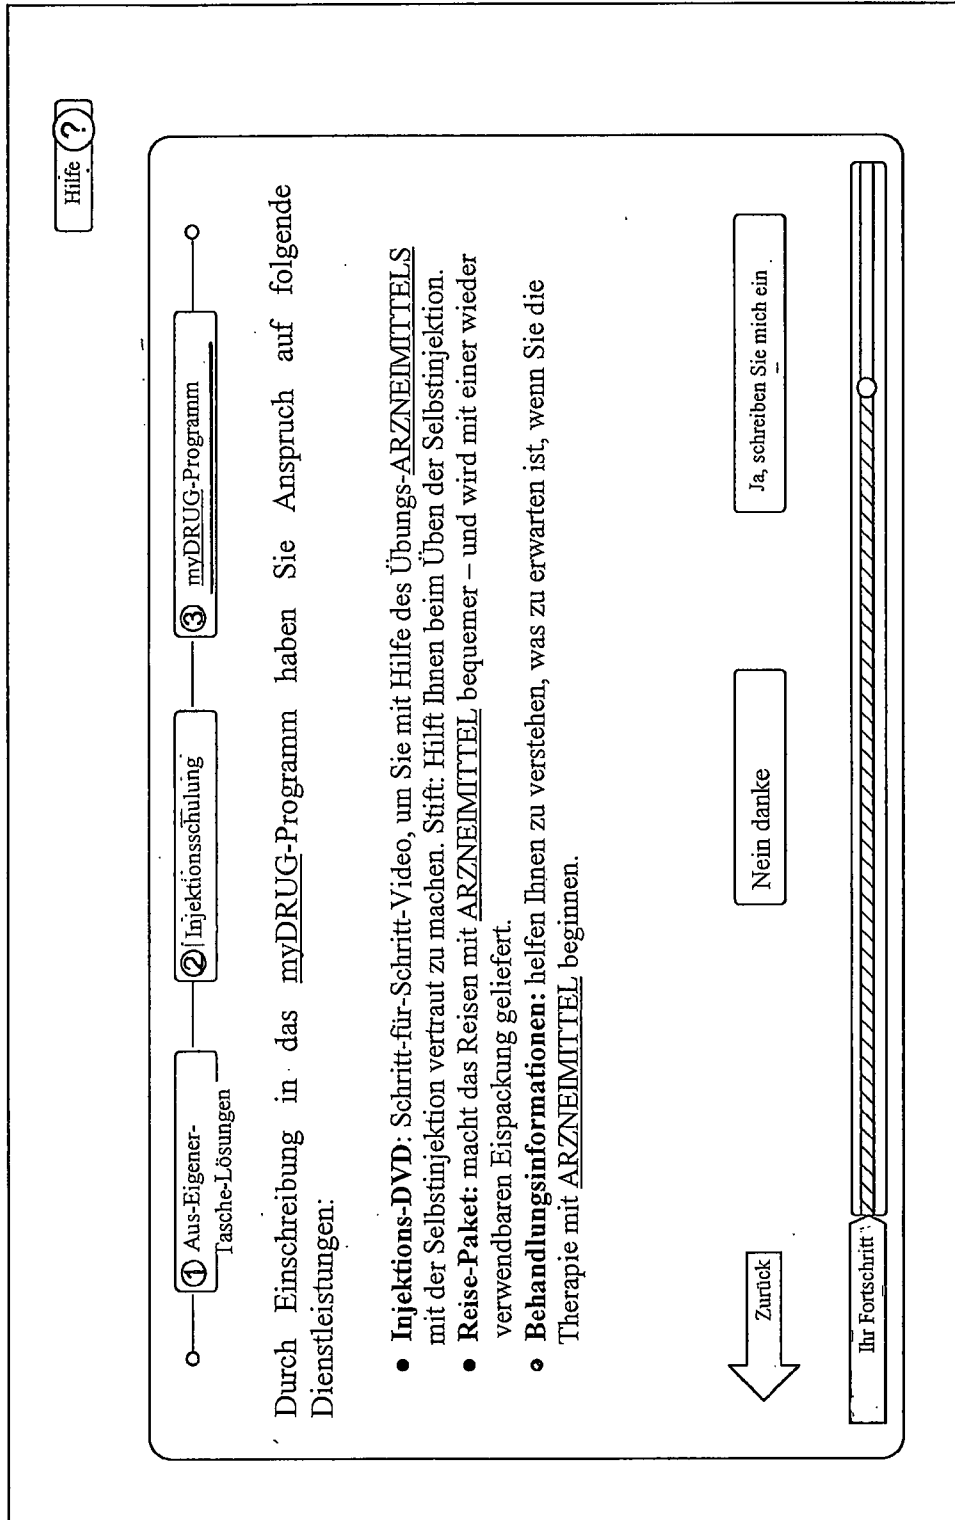 Hilfe ?
① Aus-Eigener-
Tasche-Lösungen
② Injektionsschulung
③ myDRUG-Programm
Durch Einschreibung in das myDRUG-Programm haben Sie Anspruch auf folgende
Dienstleistungen:
● Injektions-DVD: Schritt-für-Schritt-Video, um Sie mit Hilfe des Übungs-ARZNEIMITTELS
mit der Selbstinjektion vertraut zu machen. Stift: Hilft Ihnen beim Üben der Selbstinjektion.
● Reise-Paket: macht das Reisen mit ARZNEIMITTEL bequemer – und wird mit einer wieder
verwendbaren Eispackung geliefert.
● Behandlungsinformationen: helfen Ihnen zu verstehen, was zu erwarten ist, wenn Sie die
Therapie mit ARZNEIMITTEL beginnen.
Zurück
Nein danke
Ja, schreiben Sie mich ein
Ihr Fortschritt